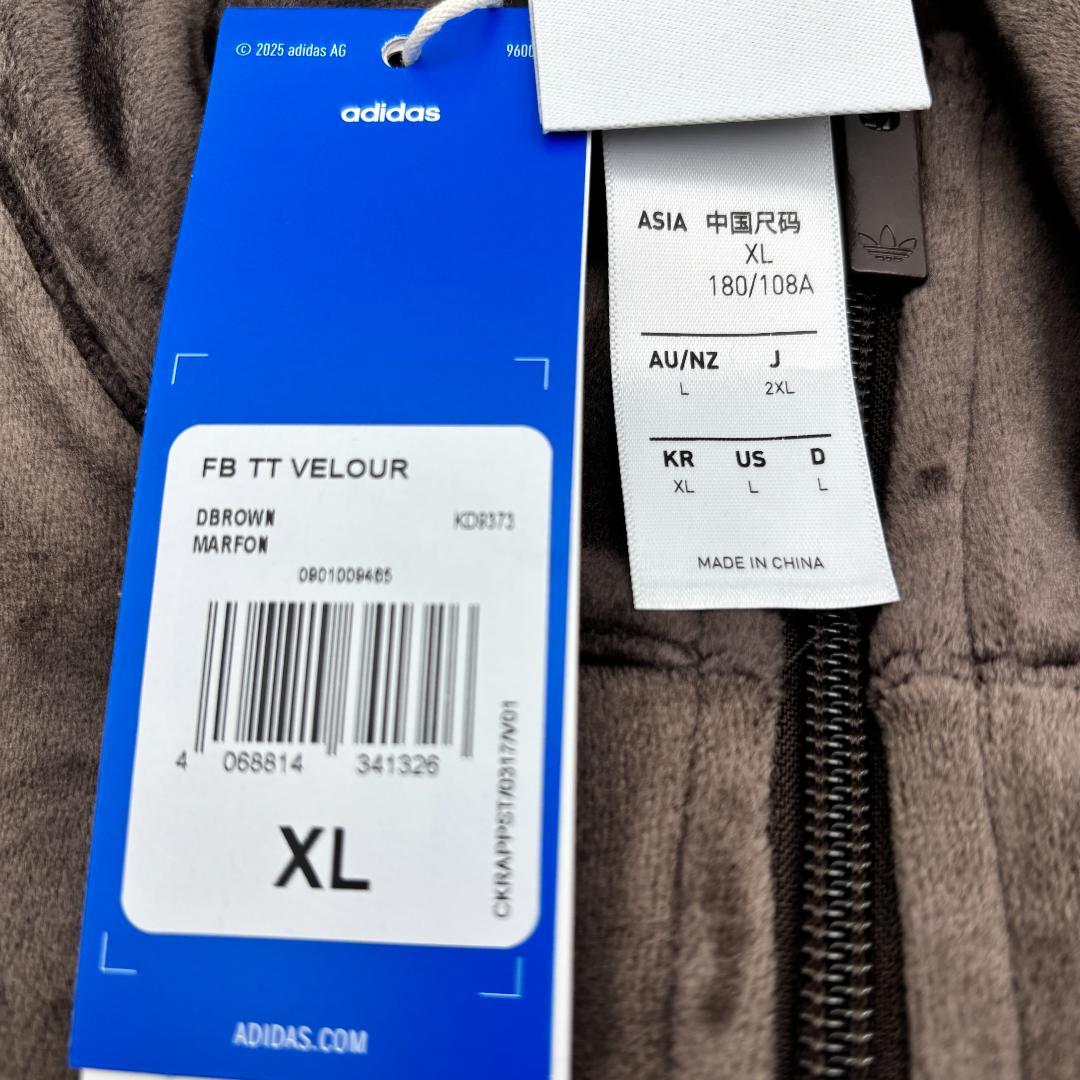 © 2025 adidas AG
9600
adidas
FB TT VELOUR
DBROWN KD9373
MARFON
0901009465
4 068814 341326
XL
CKRAPPST/0317/V01
ADIDAS.COM
ASIA 中国尺码
XL
180/108A
AU/NZ J
L 2XL
KR US D
XL L L
MADE IN CHINA